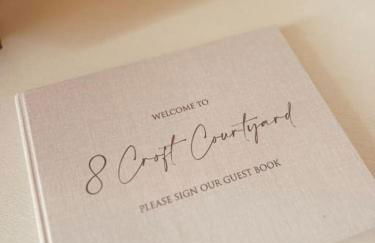 WELCOME TO
8 Croft Courtyard
PLEASE SIGN OUR GUEST BOOK